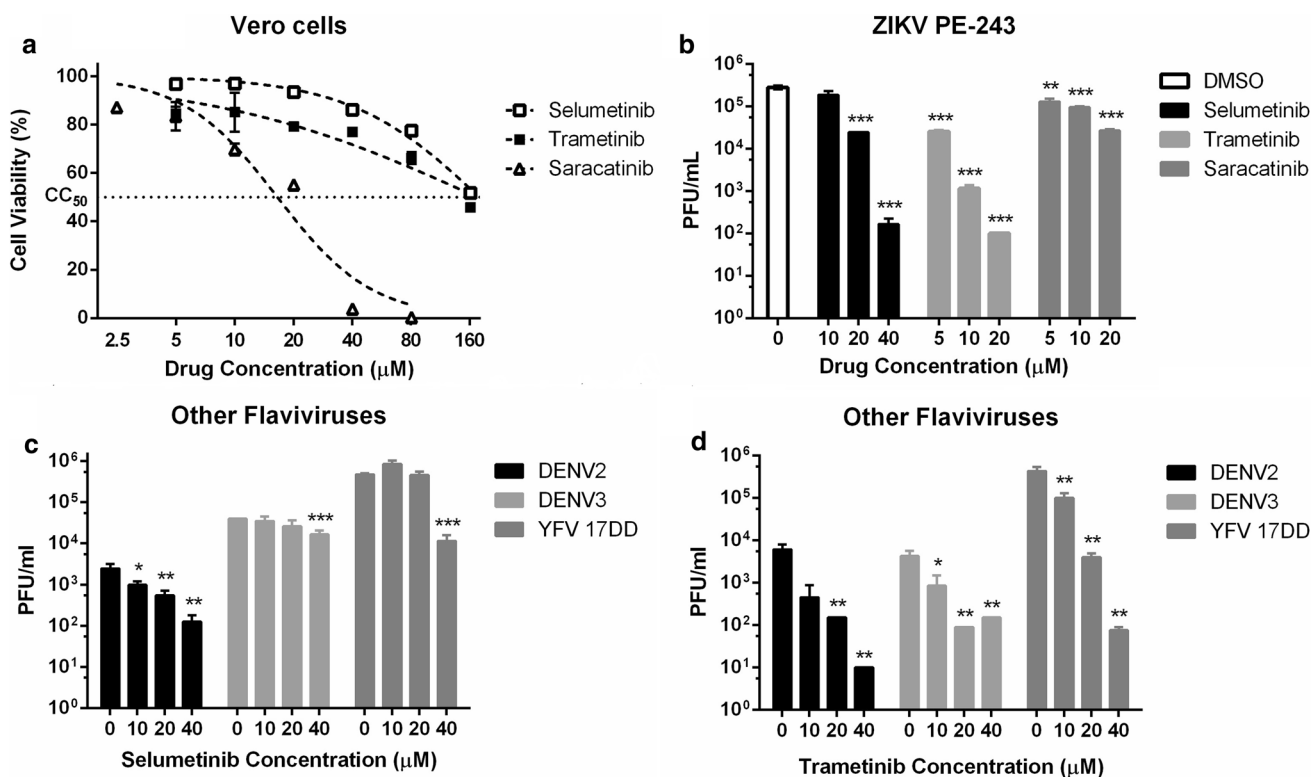 a
Vero cells
Cell Viability (%)
100
80
60
CC50
40
20
0
2.5 5 10 20 40 80 160
Drug Concentration (μM)
Selumetinib
Trametinib
Saracatinib
b
ZIKV PE-243
PFU/mL
10^6
10^5
10^4
10^3
10^2
10^1
10^0
*** *** *** *** *** ** *** ***
0 10 20 40 5 10 20 5 10 20
Drug Concentration (μM)
DMSO
Selumetinib
Trametinib
Saracatinib
c
Other Flaviviruses
PFU/ml
10^6
10^5
10^4
10^3
10^2
10^1
10^0
* ** ** *** ***
0 10 20 40 0 10 20 40 0 10 20 40
Selumetinib Concentration (μM)
DENV2
DENV3
YFV 17DD
d
Other Flaviviruses
PFU/ml
10^6
10^5
10^4
10^3
10^2
10^1
10^0
** ** * ** ** ** ** **
0 10 20 40 0 10 20 40 0 10 20 40
Trametinib Concentration (μM)
DENV2
DENV3
YFV 17DD